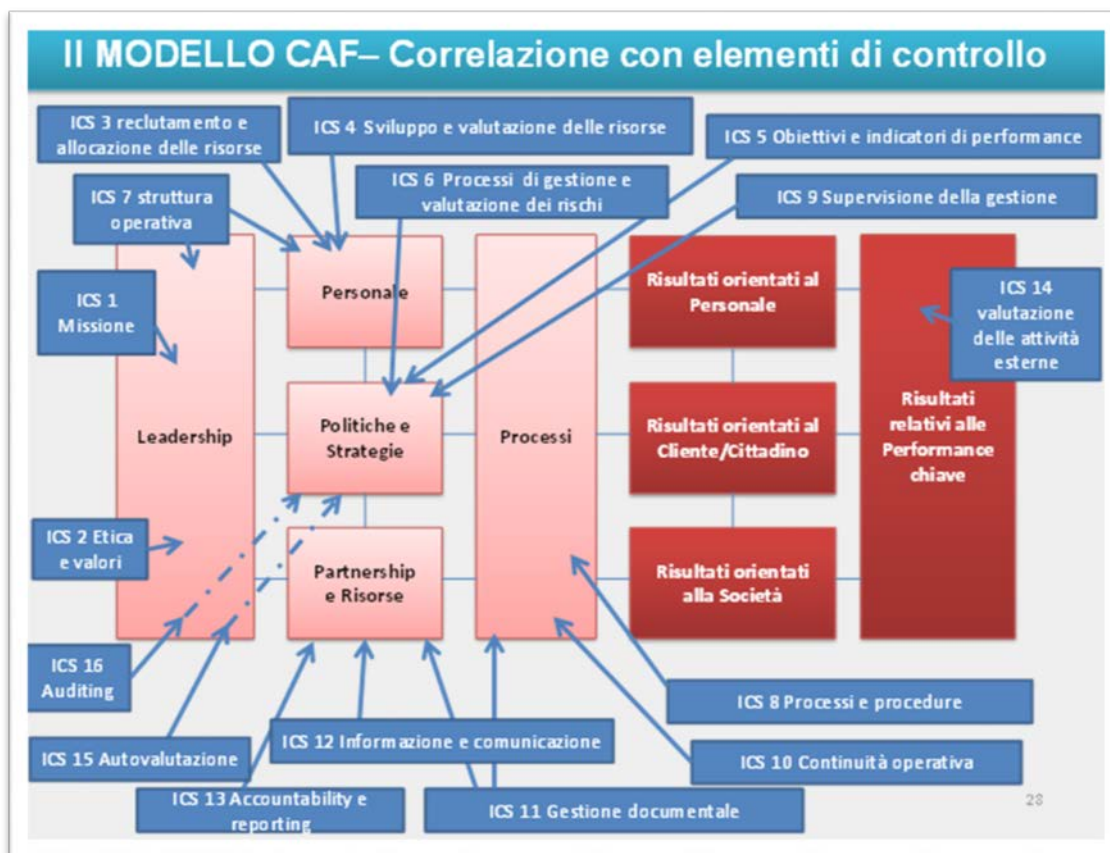 Il MODELLO CAF– Correlazione con elementi di controllo
ICS 3 reclutamento e
allocazione delle risorse
ICS 4 Sviluppo e valutazione delle risorse
ICS 5 Obiettivi e indicatori di performance
ICS 6 Processi di gestione e
valutazione dei rischi
ICS 7 struttura
operativa
ICS 9 Supervisione della gestione
ICS 1
Missione
Personale
Risultati orientati al
Personale
ICS 14
valutazione
delle attività
esterne
Leadership
Politiche e
Strategie
Processi
Risultati orientati al
Cliente/Cittadino
Risultati
relativi alle
Performance
chiave
ICS 2 Etica
e valori
Partnership
e Risorse
Risultati orientati
alla Società
ICS 16
Auditing
ICS 8 Processi e procedure
ICS 15 Autovalutazione
ICS 12 Informazione e comunicazione
ICS 10 Continuità operativa
ICS 13 Accountability e
reporting
ICS 11 Gestione documentale
28